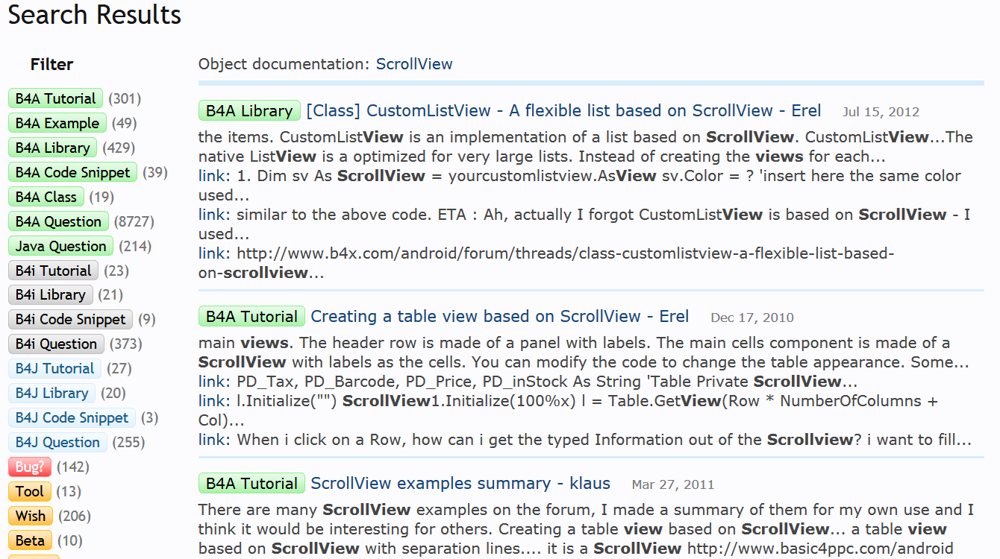 Search Results
Filter
B4A Tutorial (301)
B4A Example (49)
B4A Library (429)
B4A Code Snippet (39)
B4A Class (19)
B4A Question (8727)
Java Question (214)
B4i Tutorial (23)
B4i Library (21)
B4i Code Snippet (9)
B4i Question (373)
B4J Tutorial (27)
B4J Library (20)
B4J Code Snippet (3)
B4J Question (255)
Bug? (142)
Tool (13)
Wish (206)
Beta (10)
Object documentation: ScrollView
B4A Library [Class] CustomListView - A flexible list based on ScrollView - Erel Jul 15, 2012
the items. CustomListView is an implementation of a list based on ScrollView. CustomListView...The
native ListView is a optimized for very large lists. Instead of creating the views for each...
link: 1. Dim sv As ScrollView = yourcustomlistview.AsView sv.Color = ? 'insert here the same color
used...
link: similar to the above code. ETA : Ah, actually I forgot CustomListView is based on ScrollView - I
used...
link: http://www.b4x.com/android/forum/threads/class-customlistview-a-flexible-list-based-
on-scrollview...
B4A Tutorial Creating a table view based on ScrollView - Erel Dec 17, 2010
main views. The header row is made of a panel with labels. The main cells component is made of a
ScrollView with labels as the cells. You can modify the code to change the table appearance. Some...
link: PD_Tax, PD_Barcode, PD_Price, PD_inStock As String 'Table Private ScrollView...
link: l.Initialize("") ScrollView1.Initialize(100%x) l = Table.GetView(Row * NumberOfColumns +
Col)...
link: When i click on a Row, how can i get the typed Information out of the Scrollview? i want to fill...
B4A Tutorial ScrollView examples summary - klaus Mar 27, 2011
There are many ScrollView examples on the forum, I made a summary of them for my own use and I
think it would be interesting for others. Creating a table view based on ScrollView... a table view
based on ScrollView with separation lines.... it is a ScrollView http://www.basic4ppc.com/android